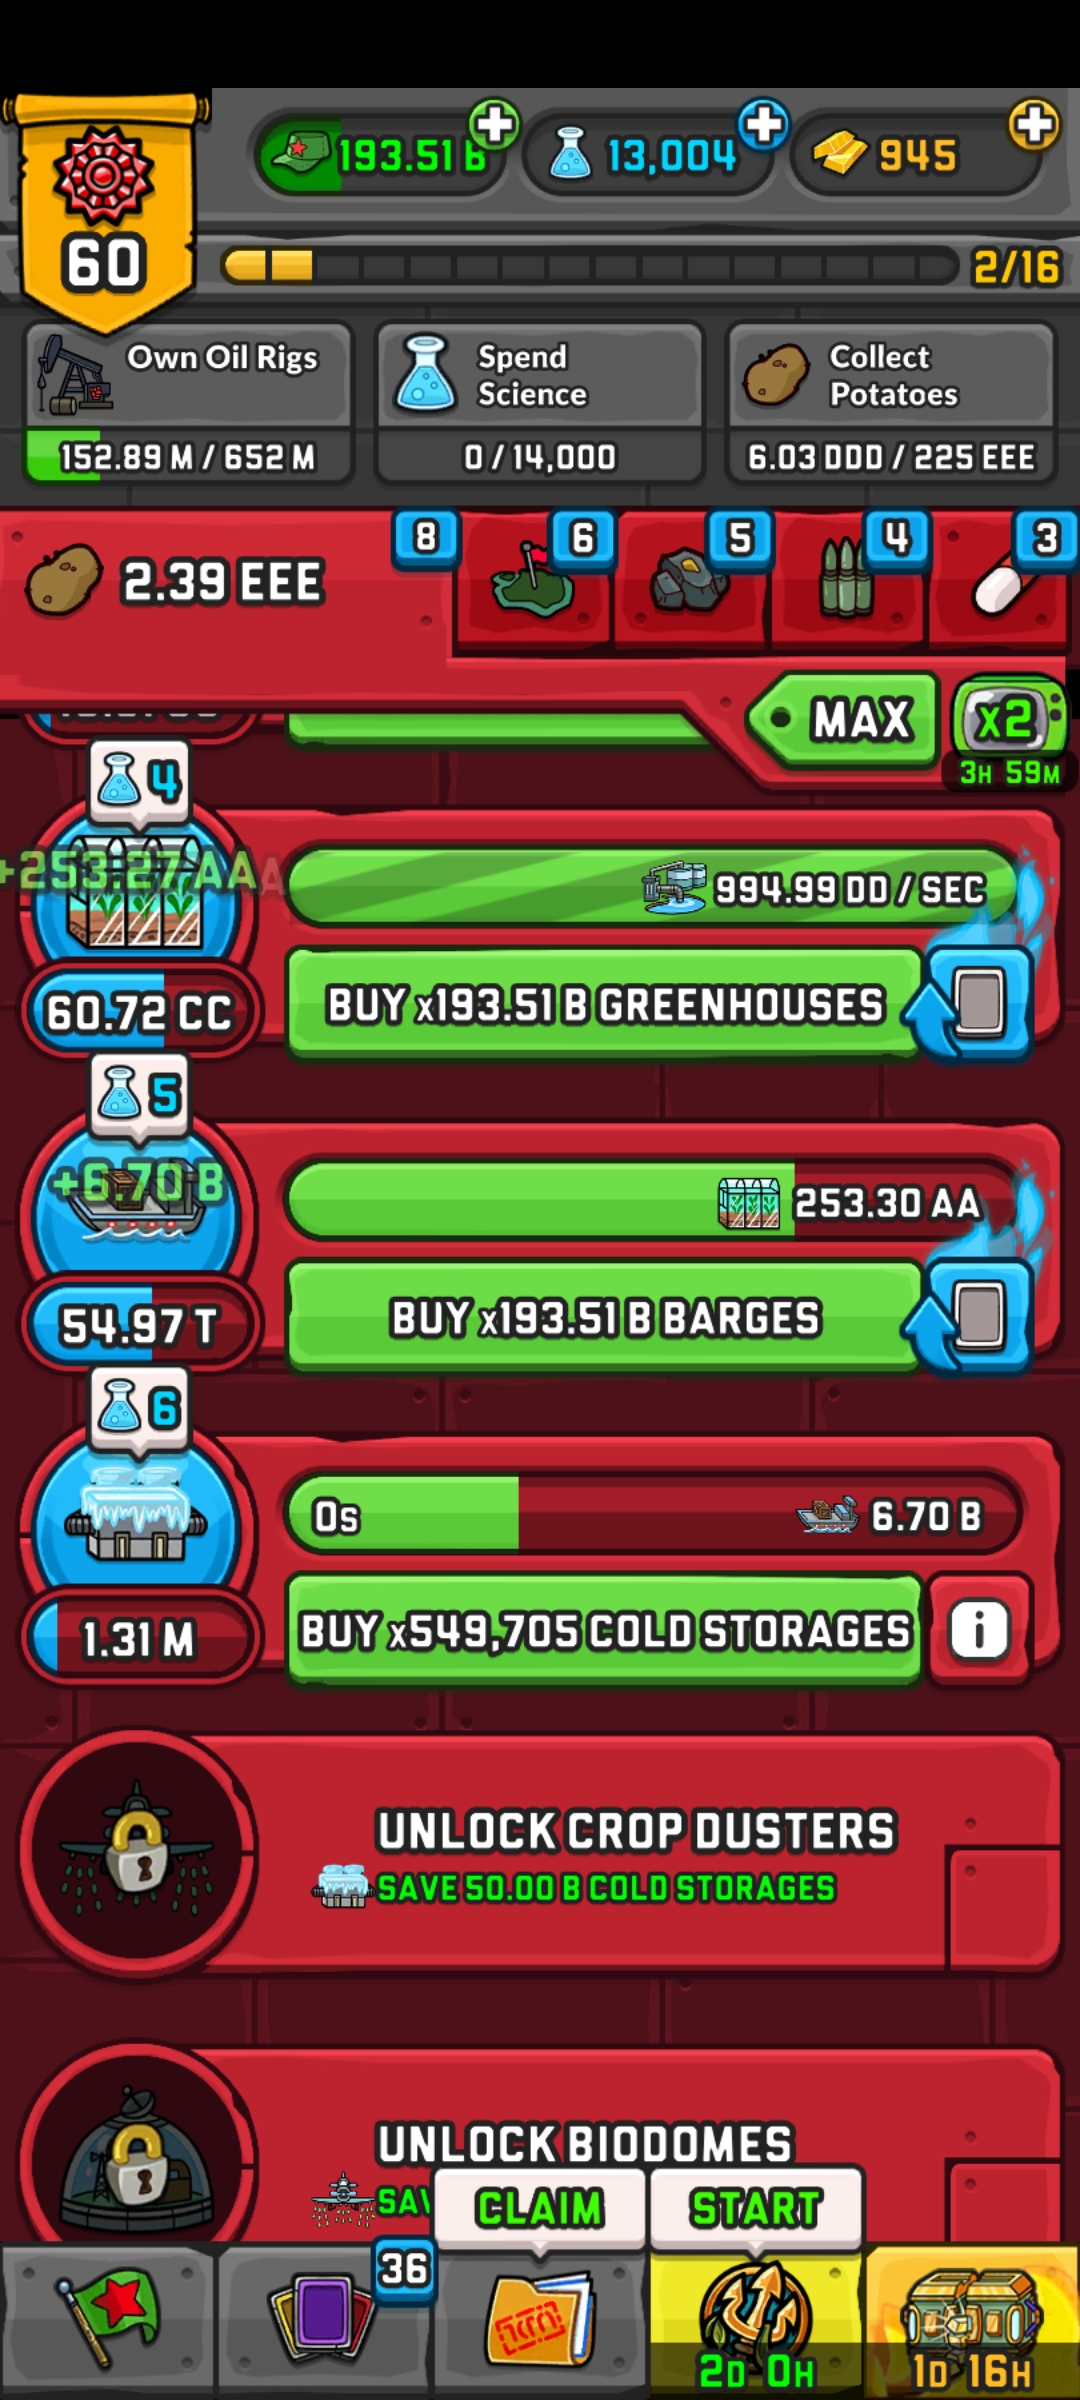 193.51 B
13,004
945
60
2/16
Own Oil Rigs
152.89 M / 652 M
Spend
Science
0 / 14,000
Collect
Potatoes
6.03 DDD / 225 EEE
2.39 EEE
8
6
5
4
3
MAX
x2
3H 59M
4
+253.27 AAA
994.99 DD / SEC
60.72 CC
BUY x193.51 B GREENHOUSES
5
+6.70 B
253.30 AA
54.97 T
BUY x193.51 B BARGES
6
0s
6.70 B
1.31 M
BUY x549,705 COLD STORAGES
i
UNLOCK CROP DUSTERS
SAVE 50.00 B COLD STORAGES
UNLOCK BIODOMES
CLAIM
START
36
2D 0H
1D 16H